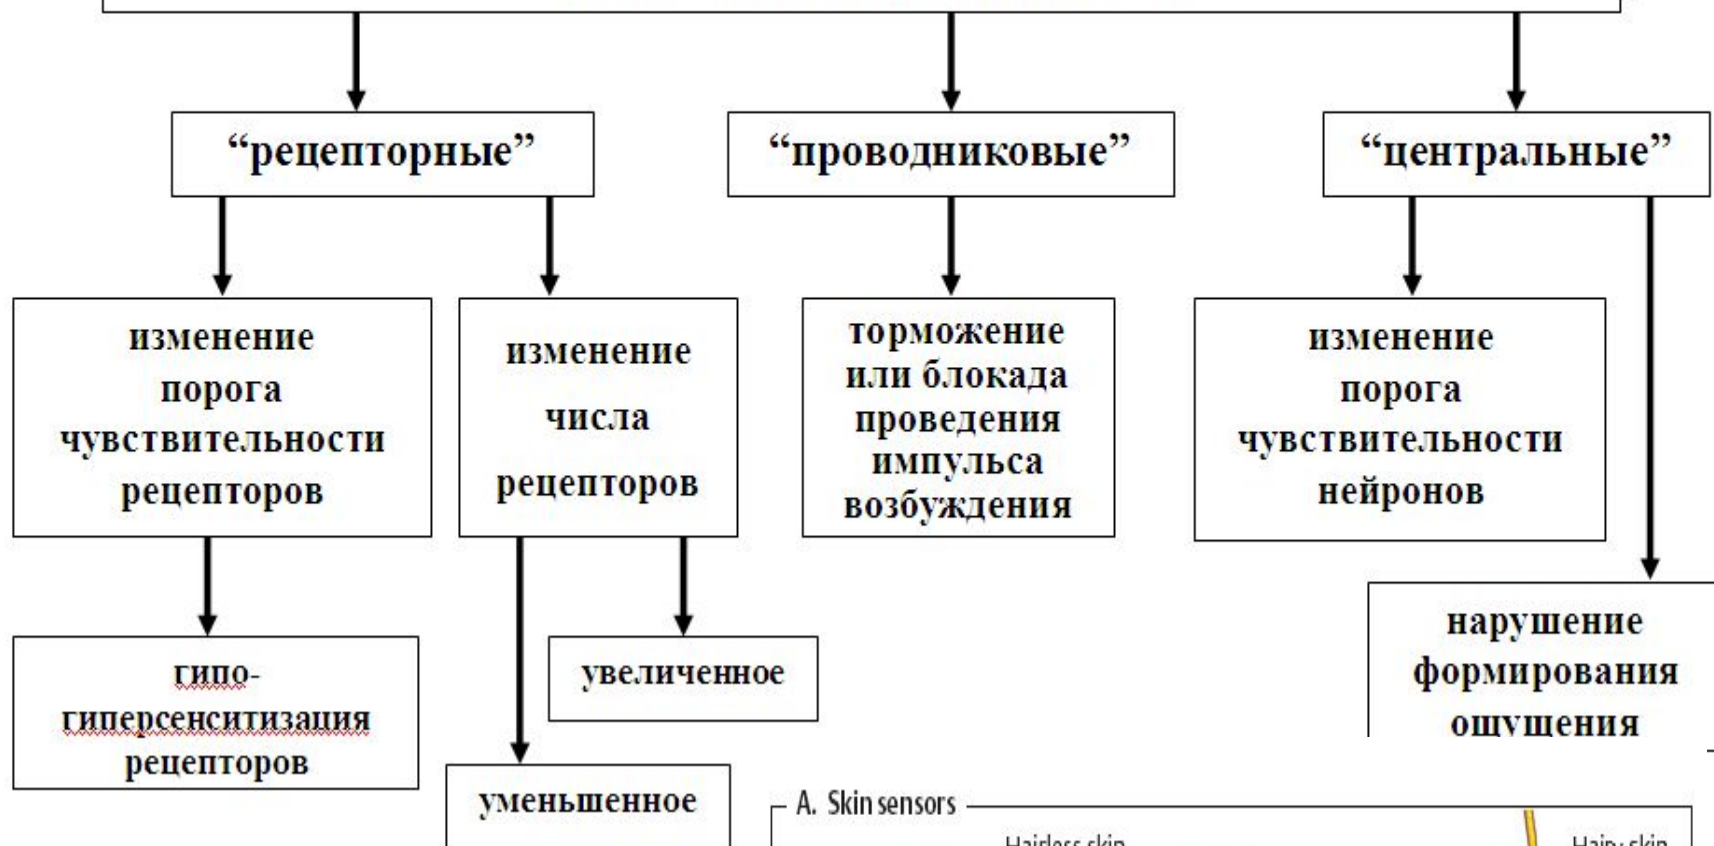 “рецепторные”
“проводниковые”
“центральные”
изменение
порога
чувствительности
рецепторов
изменение
числа
рецепторов
торможение
или блокада
проведения
импульса
возбуждения
изменение
порога
чувствительности
нейронов
гипо-
гиперсенситизация
рецепторов
увеличенное
уменьшенное
нарушение
формирования
ощущения
A. Skin sensors
Hairless skin
Hairy skin